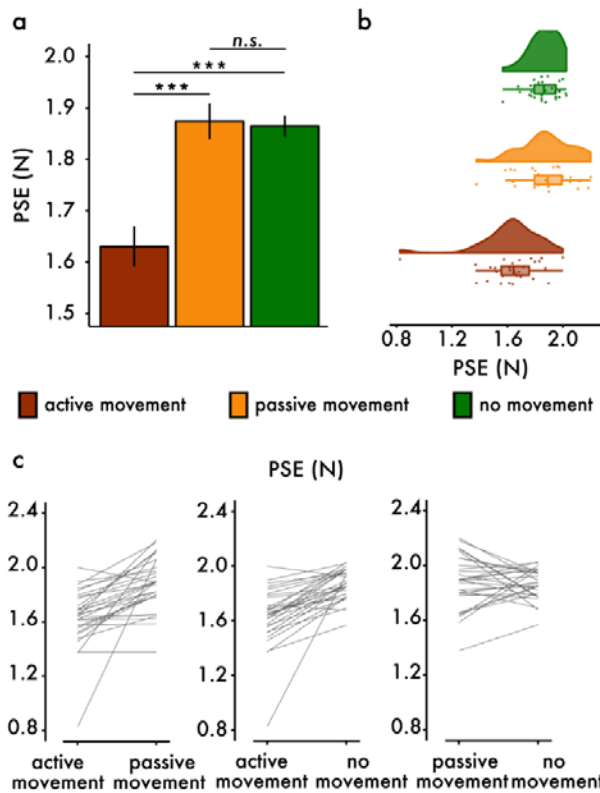 a
b
n.s.
***
***
2.0
1.9
1.8
1.7
1.6
1.5
PSE (N)
0.8 1.2 1.6 2.0
PSE (N)
active movement passive movement no movement
c
PSE (N)
2.4 2.4 2.4
2.0 2.0 2.0
1.6 1.6 1.6
1.2 1.2 1.2
0.8 0.8 0.8
active passive active no passive no
movement movement movement movement movement movement